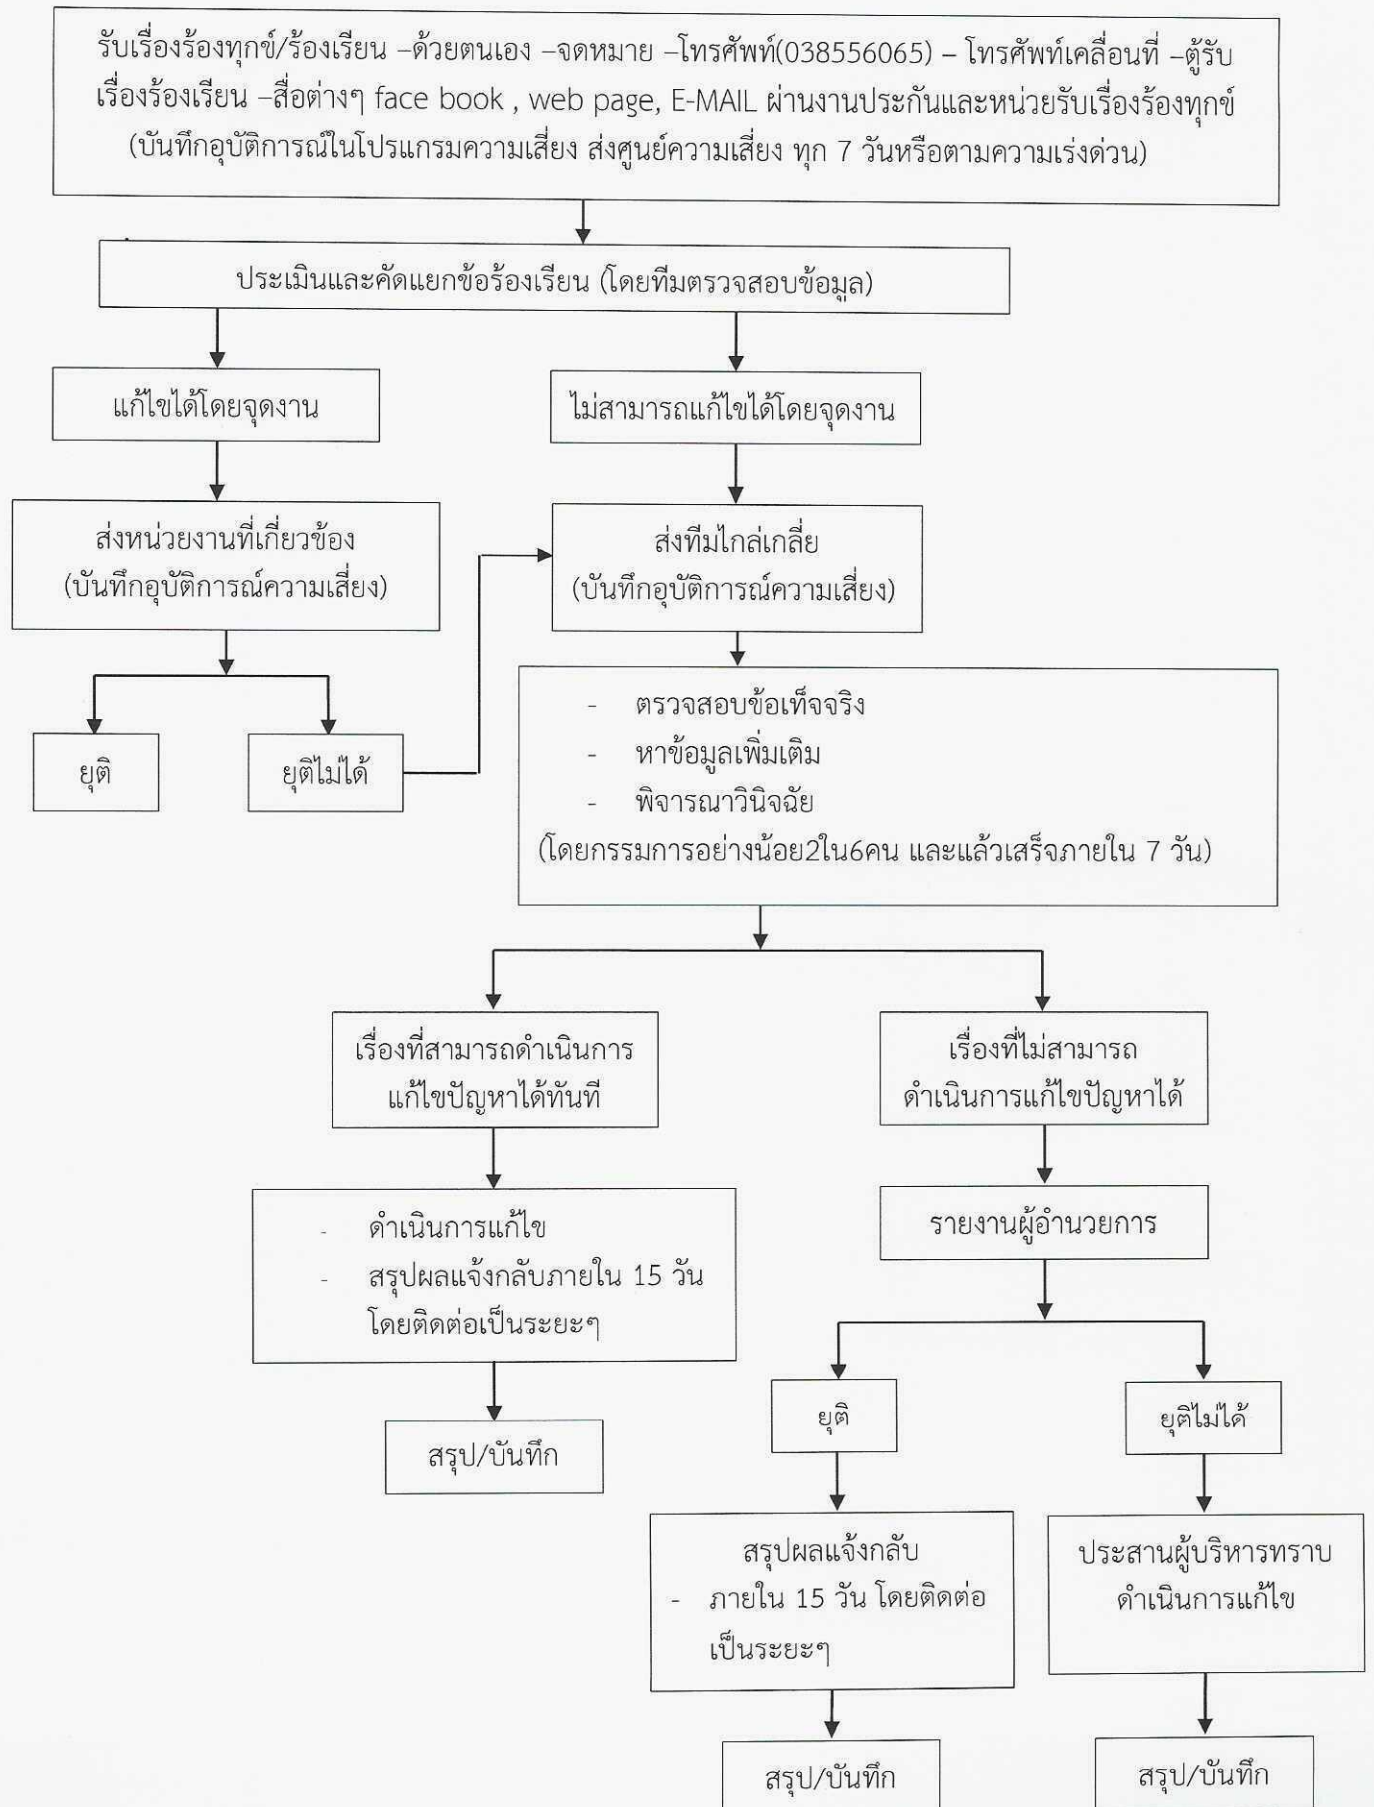 รับเรื่องร้องทุกข์/ร้องเรียน –ด้วยตนเอง –จดหมาย –โทรศัพท์(038556065) – โทรศัพท์เคลื่อนที่ –ตู้รับ
เรื่องร้องเรียน –สื่อต่างๆ face book , web page, E-MAIL ผ่านงานประกันและหน่วยรับเรื่องร้องทุกข์
(บันทึกอุบัติการณ์ในโปรแกรมความเสี่ยง ส่งศูนย์ความเสี่ยง ทุก 7 วันหรือตามความเร่งด่วน)
ประเมินและคัดแยกข้อร้องเรียน (โดยทีมตรวจสอบข้อมูล)
แก้ไขได้โดยจุดงาน
ไม่สามารถแก้ไขได้โดยจุดงาน
ส่งหน่วยงานที่เกี่ยวข้อง
(บันทึกอุบัติการณ์ความเสี่ยง)
ส่งทีมไกล่เกลี่ย
(บันทึกอุบัติการณ์ความเสี่ยง)
ยุติ
ยุติไม่ได้
- ตรวจสอบข้อเท็จจริง
- หาข้อมูลเพิ่มเติม
- พิจารณาวินิจฉัย
(โดยกรรมการอย่างน้อย2ใน6คน และแล้วเสร็จภายใน 7 วัน)
เรื่องที่สามารถดำเนินการ
แก้ไขปัญหาได้ทันที
เรื่องที่ไม่สามารถ
ดำเนินการแก้ไขปัญหาได้
- ดำเนินการแก้ไข
- สรุปผลแจ้งกลับภายใน 15 วัน
โดยติดต่อเป็นระยะๆ
รายงานผู้อำนวยการ
สรุป/บันทึก
ยุติ
ยุติไม่ได้
สรุปผลแจ้งกลับ
- ภายใน 15 วัน โดยติดต่อ
เป็นระยะๆ
ประสานผู้บริหารทราบ
ดำเนินการแก้ไข
สรุป/บันทึก
สรุป/บันทึก